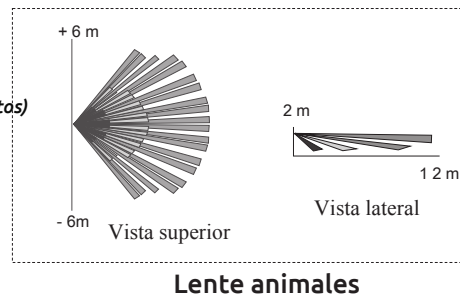 + 6 m
tos)
- 6m
Vista superior
2 m
1 2 m
Vista lateral
Lente animales